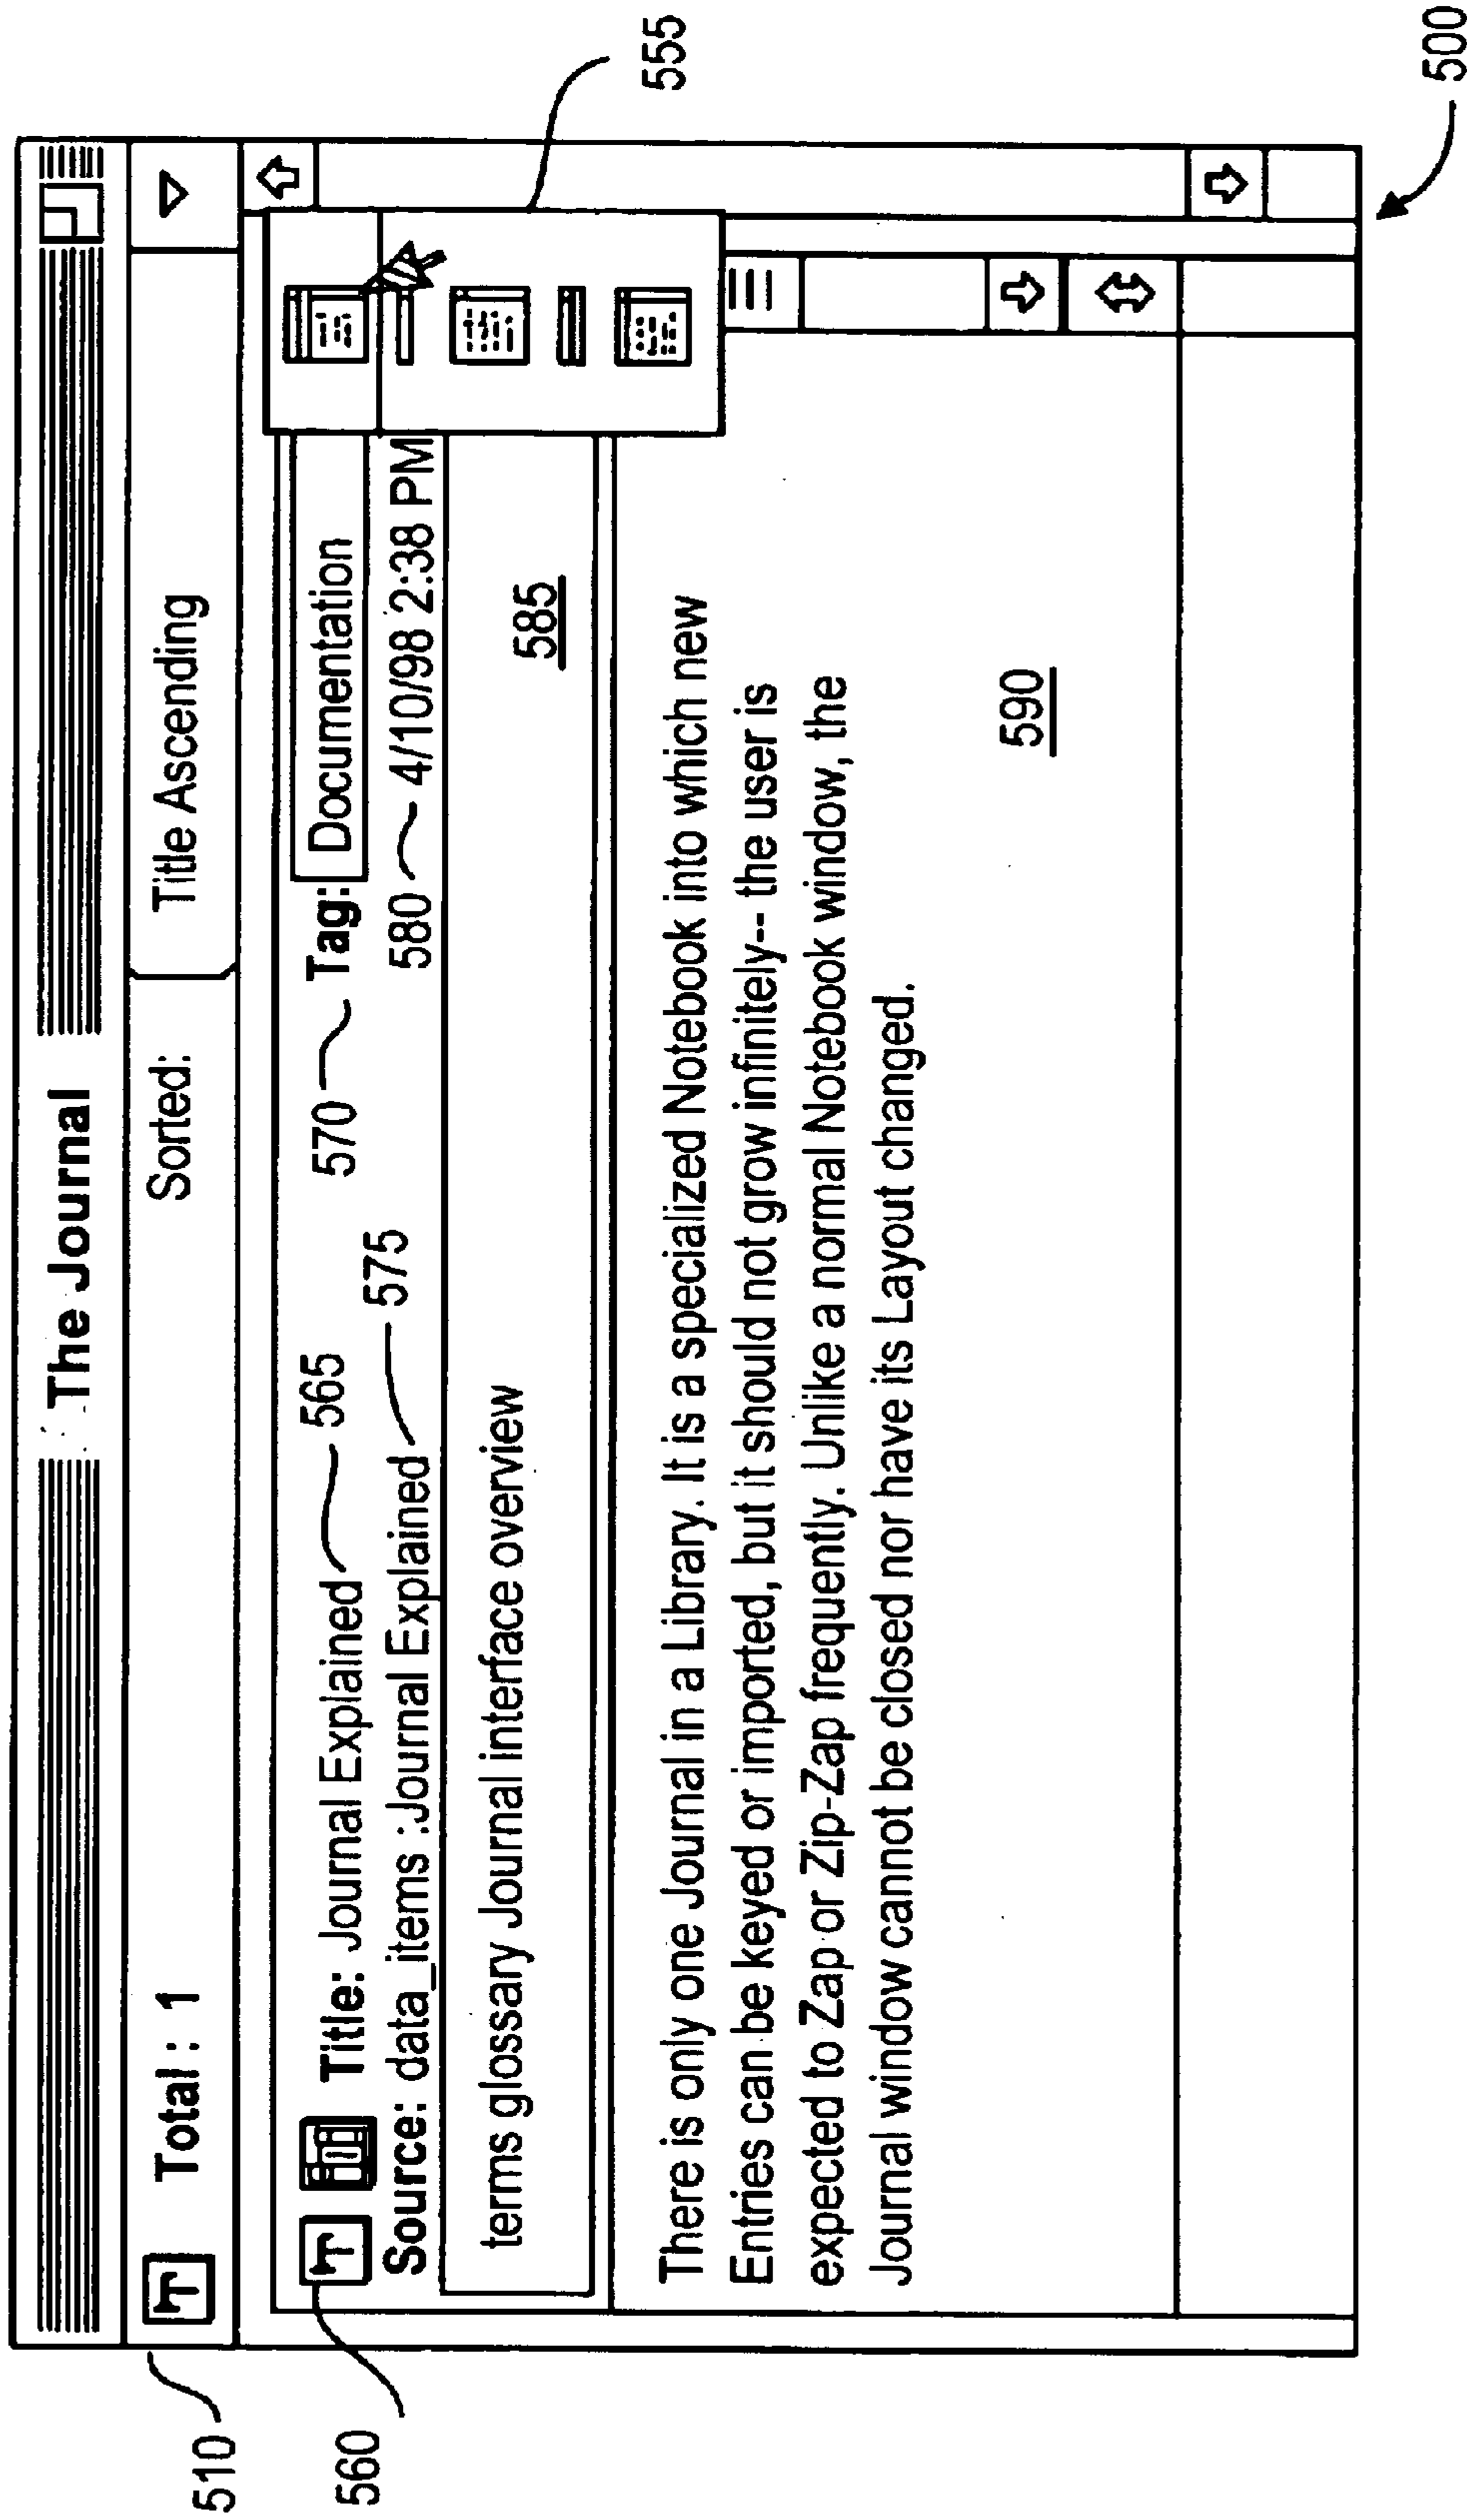 The Journal
T Total: 1 Sorted: Title Ascending
T Title: Journal Explained 565 570 Tag: Documentation
Source: data_items :Journal Explained 575 580 4/10/98 2:38 PM
terms glossary Journal interface overview
585
There is only one Journal in a Library. It is a specialized Notebook into which new
Entries can be keyed or imported, but it should not grow infinitely-- the user is
expected to Zap or Zip-Zap frequently. Unlike a normal Notebook window, the
Journal window cannot be closed nor have its Layout changed.
590
510
560
555
500